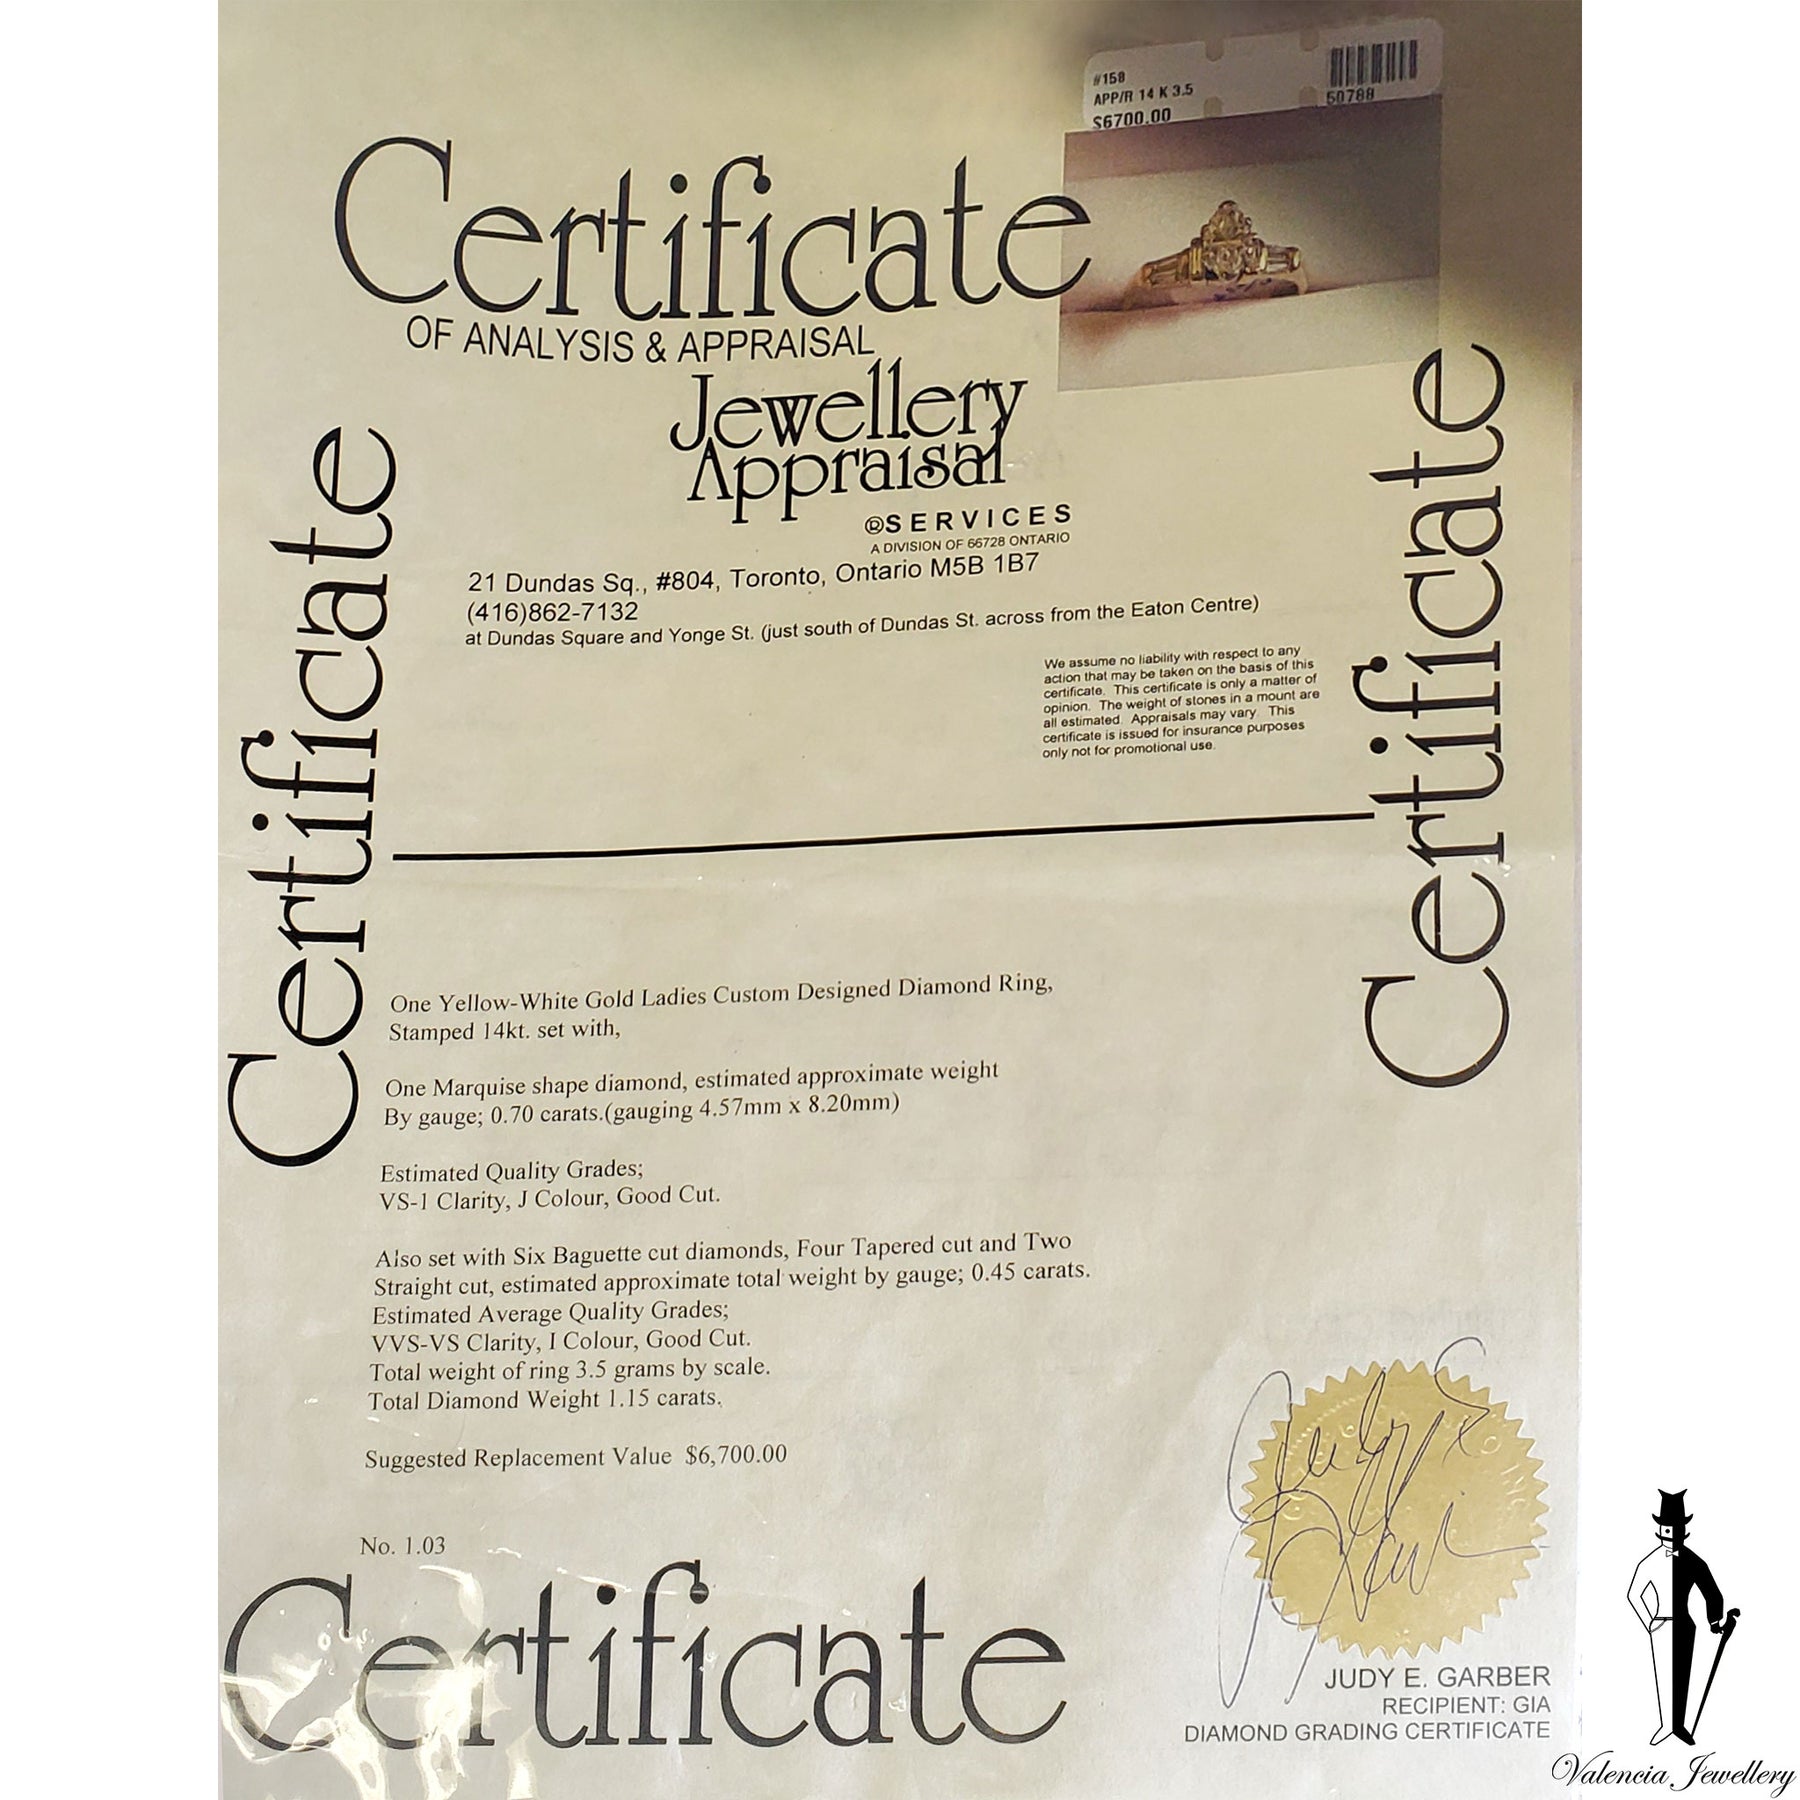 #158
APP/R 14 K 3.5
$6700.00
50788
Certificate
OF ANALYSIS & APPRAISAL
Jewellery
Appraisal
®SERVICES
A DIVISION OF 66728 ONTARIO
21 Dundas Sq., #804, Toronto, Ontario M5B 1B7
(416)862-7132
at Dundas Square and Yonge St. (just south of Dundas St. across from the Eaton Centre)
We assume no liability with respect to any
action that may be taken on the basis of this
certificate. This certificate is only a matter of
opinion. The weight of stones in a mount are
all estimated. Appraisals may vary. This
certificate is issued for insurance purposes
only not for promotional use.
Certificate
Certificate
One Yellow-White Gold Ladies Custom Designed Diamond Ring,
Stamped 14kt. set with,
One Marquise shape diamond, estimated approximate weight
By gauge; 0.70 carats.(gauging 4.57mm x 8.20mm)
Estimated Quality Grades;
VS-1 Clarity, J Colour, Good Cut.
Also set with Six Baguette cut diamonds, Four Tapered cut and Two
Straight cut, estimated approximate total weight by gauge; 0.45 carats.
Estimated Average Quality Grades;
VVS-VS Clarity, I Colour, Good Cut.
Total weight of ring 3.5 grams by scale.
Total Diamond Weight 1.15 carats.
Suggested Replacement Value $6,700.00
No. 1.03
Certificate
JUDY E. GARBER
RECIPIENT: GIA
DIAMOND GRADING CERTIFICATE
Valencia Jewellery